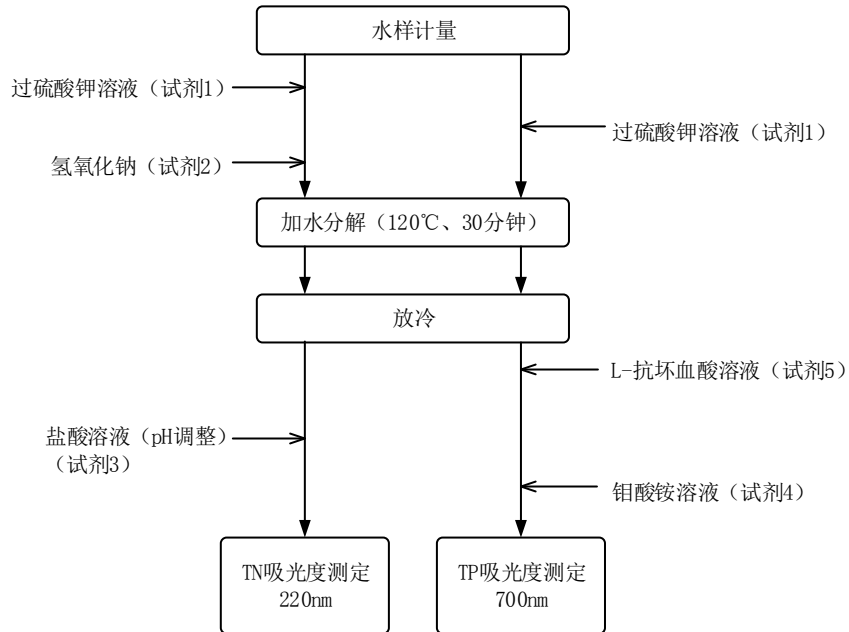 水样计量
过硫酸钾溶液（试剂1）
过硫酸钾溶液（试剂1）
氢氧化钠（试剂2）
加水分解（120℃、30分钟）
放冷
L-抗坏血酸溶液（试剂5）
盐酸溶液（pH调整）
（试剂3）
钼酸铵溶液（试剂4）
TN吸光度测定
220nm
TP吸光度测定
700nm